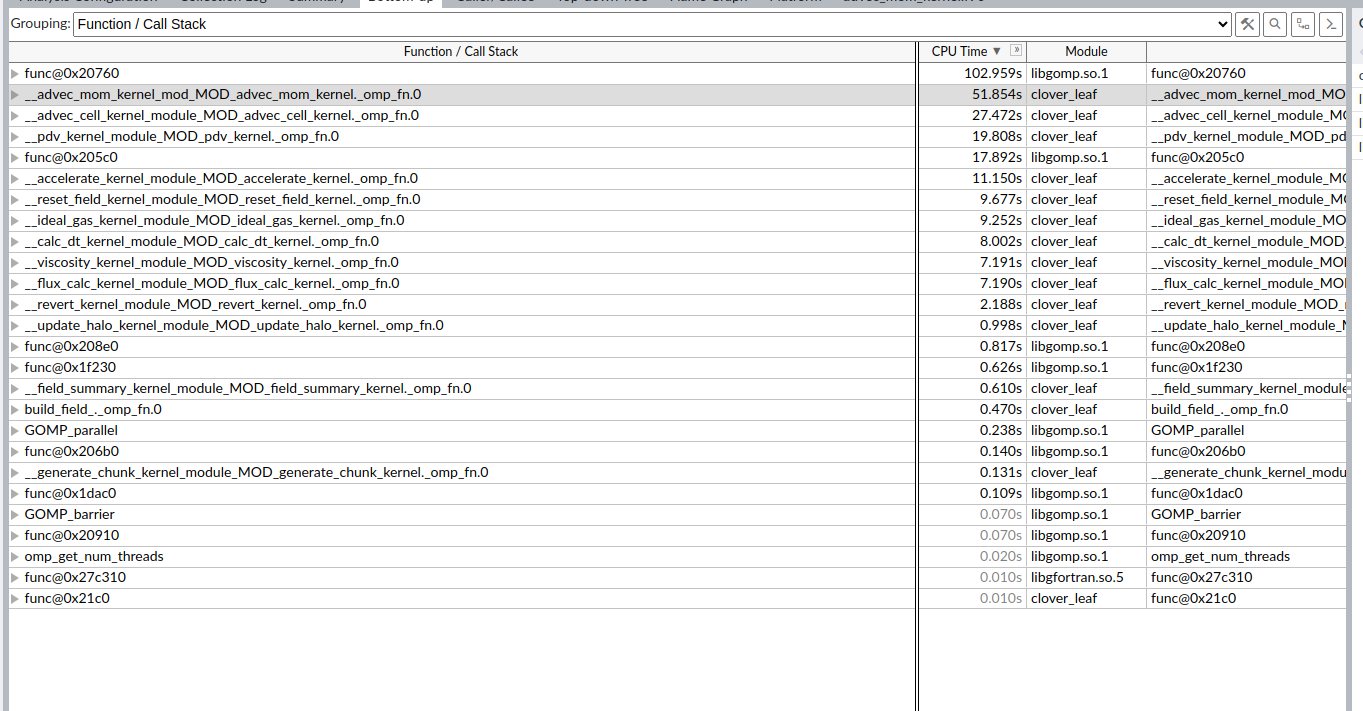 Grouping: Function / Call Stack
Function / Call Stack CPU Time ▼ » Module
func@0x20760 102.959s libgomp.so.1 func@0x20760
__advec_mom_kernel_mod_MOD_advec_mom_kernel._omp_fn.0 51.854s clover_leaf __advec_mom_kernel_mod_MO
__advec_cell_kernel_module_MOD_advec_cell_kernel._omp_fn.0 27.472s clover_leaf __advec_cell_kernel_module_M
__pdv_kernel_module_MOD_pdv_kernel._omp_fn.0 19.808s clover_leaf __pdv_kernel_module_MOD_pd
func@0x205c0 17.892s libgomp.so.1 func@0x205c0
__accelerate_kernel_module_MOD_accelerate_kernel._omp_fn.0 11.150s clover_leaf __accelerate_kernel_module_M
__reset_field_kernel_module_MOD_reset_field_kernel._omp_fn.0 9.677s clover_leaf __reset_field_kernel_module_M
__ideal_gas_kernel_module_MOD_ideal_gas_kernel._omp_fn.0 9.252s clover_leaf __ideal_gas_kernel_module_MO
__calc_dt_kernel_module_MOD_calc_dt_kernel._omp_fn.0 8.002s clover_leaf __calc_dt_kernel_module_MOD_
__viscosity_kernel_module_MOD_viscosity_kernel._omp_fn.0 7.191s clover_leaf __viscosity_kernel_module_MO
__flux_calc_kernel_module_MOD_flux_calc_kernel._omp_fn.0 7.190s clover_leaf __flux_calc_kernel_module_MO
__revert_kernel_module_MOD_revert_kernel._omp_fn.0 2.188s clover_leaf __revert_kernel_module_MOD_
__update_halo_kernel_module_MOD_update_halo_kernel._omp_fn.0 0.998s clover_leaf __update_halo_kernel_module_
func@0x208e0 0.817s libgomp.so.1 func@0x208e0
func@0x1f230 0.626s libgomp.so.1 func@0x1f230
__field_summary_kernel_module_MOD_field_summary_kernel._omp_fn.0 0.610s clover_leaf __field_summary_kernel_module
build_field_._omp_fn.0 0.470s clover_leaf build_field_._omp_fn.0
GOMP_parallel 0.238s libgomp.so.1 GOMP_parallel
func@0x206b0 0.140s libgomp.so.1 func@0x206b0
__generate_chunk_kernel_module_MOD_generate_chunk_kernel._omp_fn.0 0.131s clover_leaf __generate_chunk_kernel_modu
func@0x1dac0 0.109s libgomp.so.1 func@0x1dac0
GOMP_barrier 0.070s libgomp.so.1 GOMP_barrier
func@0x20910 0.070s libgomp.so.1 func@0x20910
omp_get_num_threads 0.020s libgomp.so.1 omp_get_num_threads
func@0x27c310 0.010s libgfortran.so.5 func@0x27c310
func@0x21c0 0.010s clover_leaf func@0x21c0